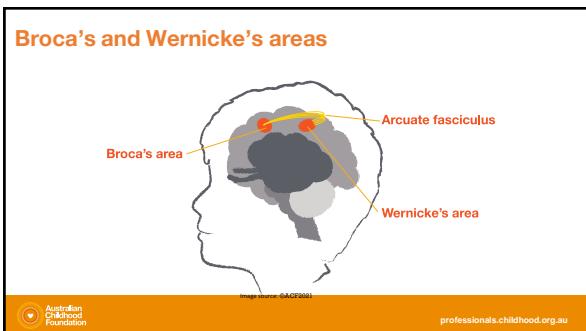 Broca's and Wernicke's areas
Arcuate fasciculus
Broca's area
Wernicke's area
Image source: ©ACF2021
Australian
Childhood
Foundation
professionals.childhood.org.au